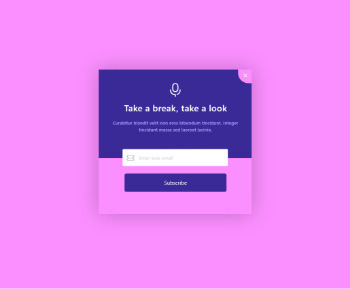 Take a break, take a look
Curabitur blandit velit non eros bibendum tincidunt. Integer
tincidunt massa sed laoreet lacinia.
Enter your email
Subscribe